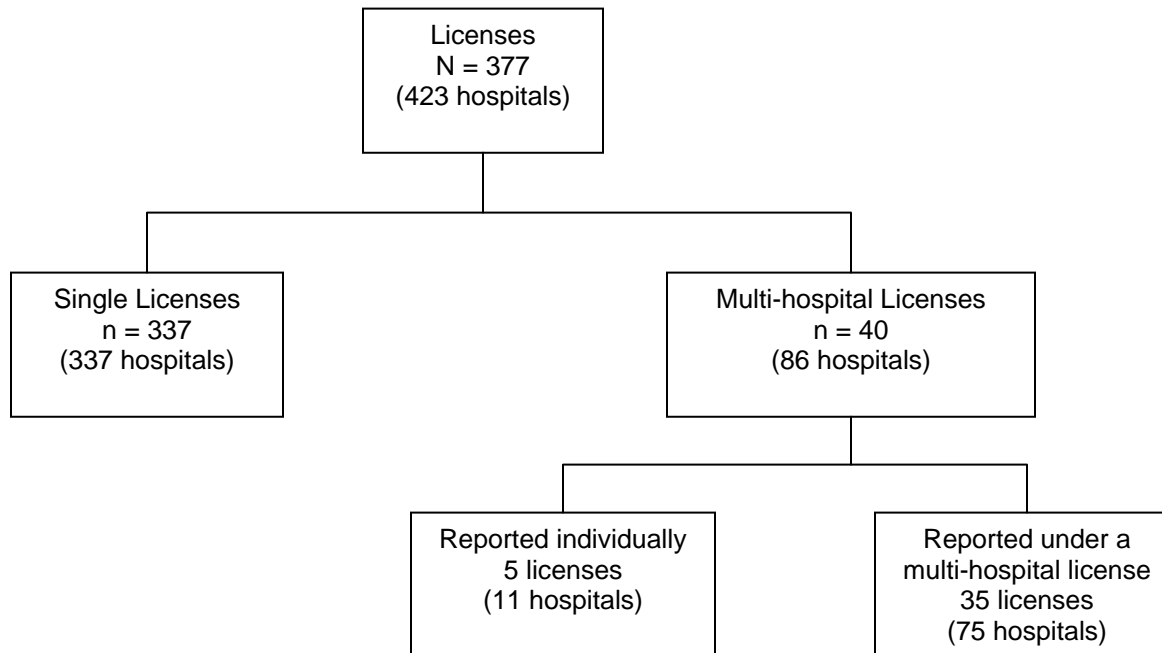 Licenses
N = 377
(423 hospitals)
Single Licenses
n = 337
(337 hospitals)
Multi-hospital Licenses
n = 40
(86 hospitals)
Reported individually
5 licenses
(11 hospitals)
Reported under a
multi-hospital license
35 licenses
(75 hospitals)